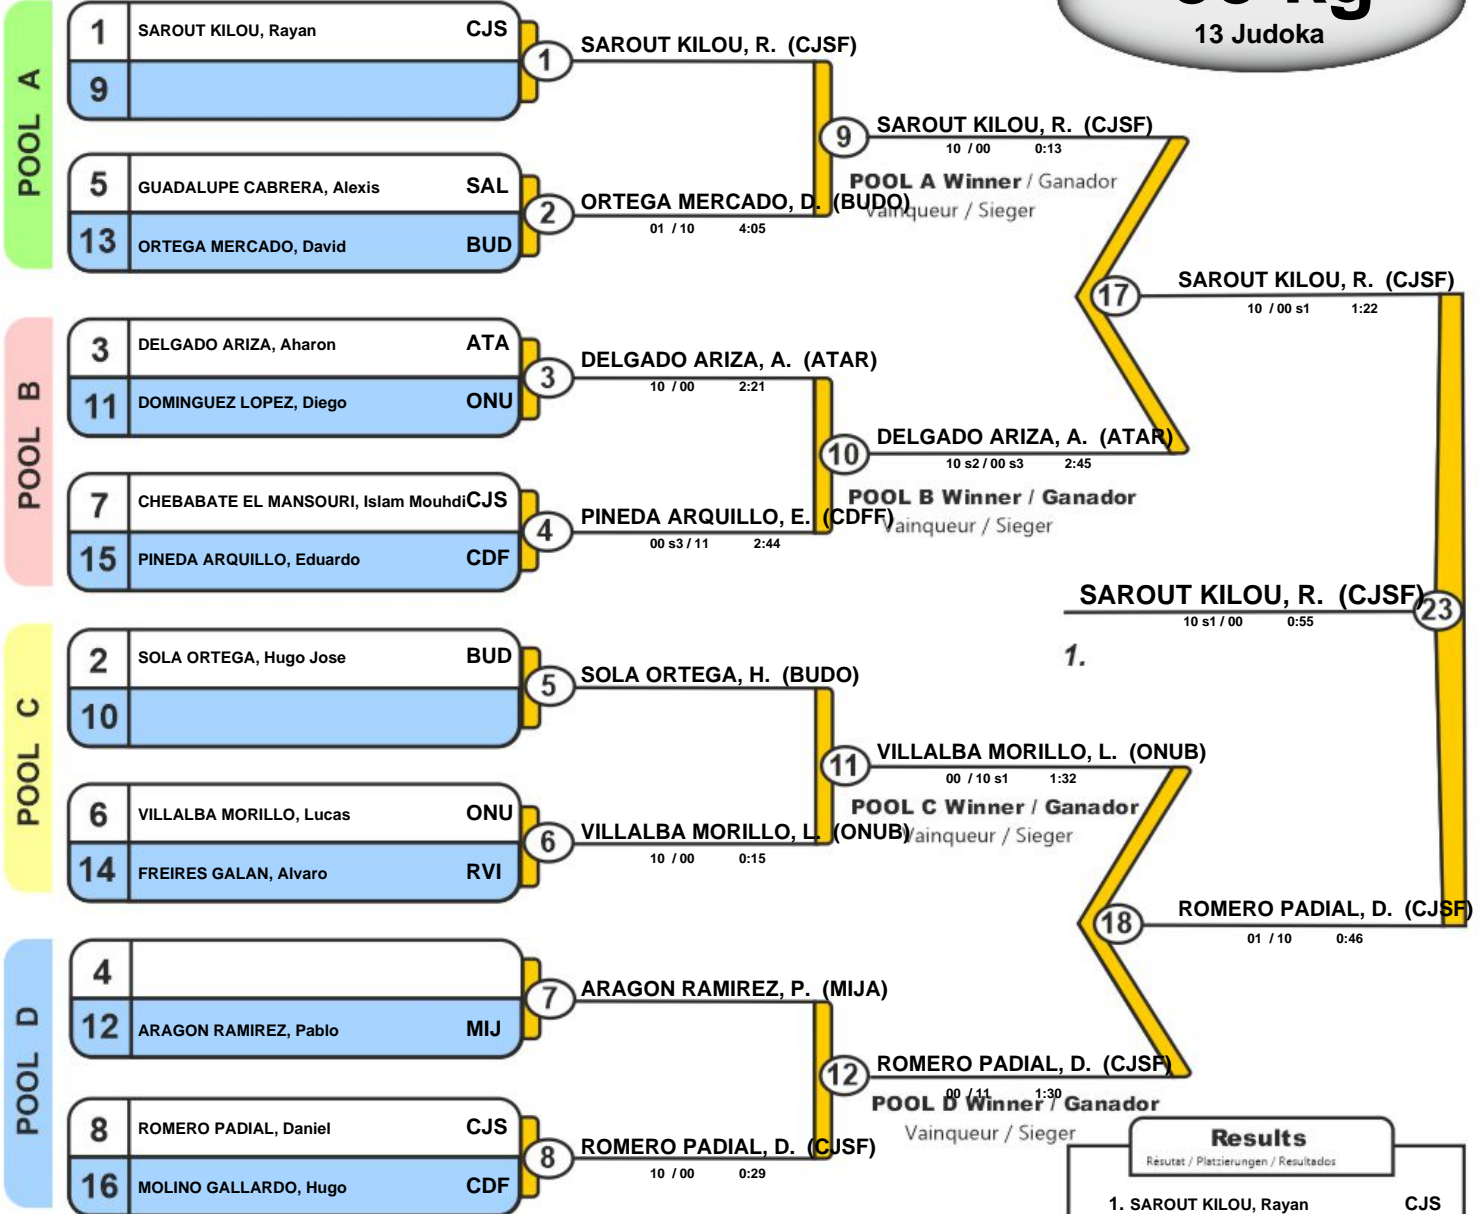 13 Judoka
POOL A
1 SAROUT KILOU, Rayan CJS
9
1
SAROUT KILOU, R. (CJSF)
5 GUADALUPE CABRERA, Alexis SAL
13 ORTEGA MERCADO, David BUD
2
ORTEGA MERCADO, D. (BUDO)
01 / 10 4:05
9
SAROUT KILOU, R. (CJSF)
10 / 00 0:13
POOL A Winner / Ganador
Vainqueur / Sieger
POOL B
3 DELGADO ARIZA, Aharon ATA
11 DOMINGUEZ LOPEZ, Diego ONU
3
DELGADO ARIZA, A. (ATAR)
10 / 00 2:21
7 CHEBABATE EL MANSOURI, Islam Mouhdi CJS
15 PINEDA ARQUILLO, Eduardo CDF
4
PINEDA ARQUILLO, E. (CDFF)
00 s3 / 11 2:44
10
DELGADO ARIZA, A. (ATAR)
10 s2 / 00 s3 2:45
POOL B Winner / Ganador
Vainqueur / Sieger
17
SAROUT KILOU, R. (CJSF)
10 / 00 s1 1:22
SAROUT KILOU, R. (CJSF)
23
10 s1 / 00 0:55
1.
POOL C
2 SOLA ORTEGA, Hugo Jose BUD
10
5
SOLA ORTEGA, H. (BUDO)
6 VILLALBA MORILLO, Lucas ONU
14 FREIRES GALAN, Alvaro RVI
6
VILLALBA MORILLO, L. (ONUB)
10 / 00 0:15
11
VILLALBA MORILLO, L. (ONUB)
00 / 10 s1 1:32
POOL C Winner / Ganador
Vainqueur / Sieger
18
ROMERO PADIAL, D. (CJSF)
01 / 10 0:46
POOL D
4
12 ARAGON RAMIREZ, Pablo MIJ
7
ARAGON RAMIREZ, P. (MIJA)
8 ROMERO PADIAL, Daniel CJS
16 MOLINO GALLARDO, Hugo CDF
8
ROMERO PADIAL, D. (CJSF)
10 / 00 0:29
12
ROMERO PADIAL, D. (CJSF)
00 / 11 1:30
POOL D Winner / Ganador
Vainqueur / Sieger
Results
Résutat / Platzierungen / Resultados
1. SAROUT KILOU, Rayan CJS